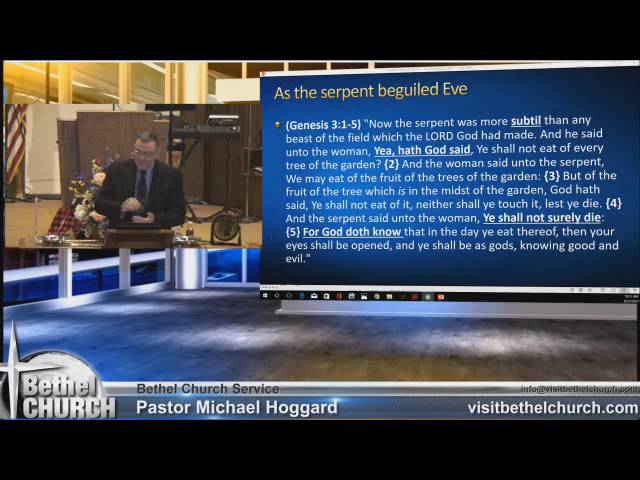 As the serpent beguiled Eve
(Genesis 3:1-5) "Now the serpent was more subtil than any
beast of the field which the LORD God had made. And he said
unto the woman, Yea, hath God said, Ye shall not eat of every
tree of the garden? {2} And the woman said unto the serpent,
We may eat of the fruit of the trees of the garden: {3} But of the
fruit of the tree which is in the midst of the garden, God hath
said, Ye shall not eat of it, neither shall ye touch it, lest ye die. {4}
And the serpent said unto the woman, Ye shall not surely die:
{5} For God doth know that in the day ye eat thereof, then your
eyes shall be opened, and ye shall be as gods, knowing good and
evil."
Bethel
CHURCH
Bethel Church Service
info@visitbethelchurch.com
Pastor Michael Hoggard
visitbethelchurch.com